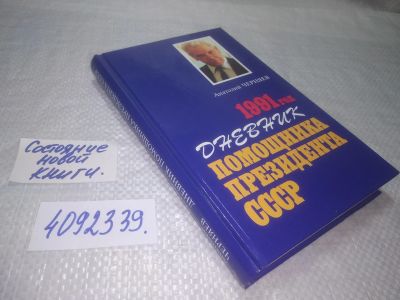 Анатолий ЧЕРНЯЕВ
1991 год
ДНЕВНИК
ПОМОЩНИКА
ПРЕЗИДЕНТА
СССР
Состояние
новой
книги.
4092339.